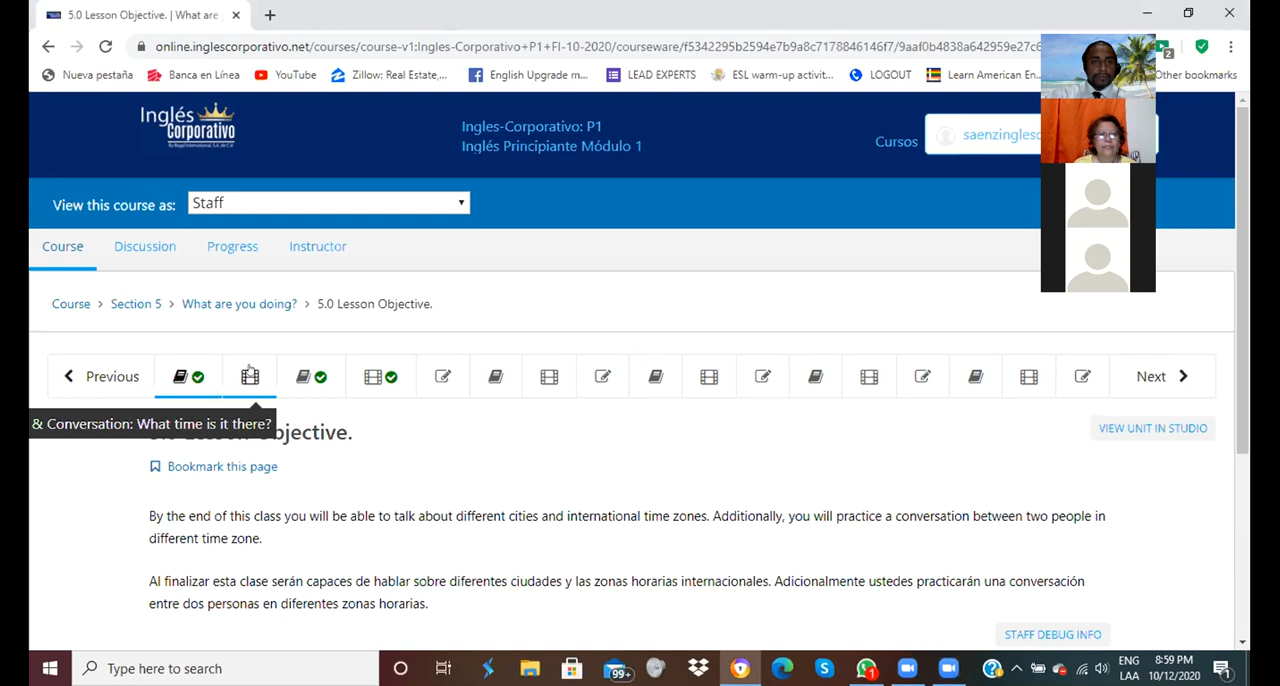 5.0 Lesson Objective. | What are
online.inglescorporativo.net/courses/course-v1:Ingles-Corporativo+P1+FI-10-2020/courseware/f5342295b2594e7b9a8c7178846146f7/9aaf0b4838a642959e27c6
Nueva pestaña
Banca en Línea
YouTube
Zillow: Real Estate,...
English Upgrade m...
LEAD EXPERTS
ESL warm-up activit...
LOGOUT
Learn American En...
Other bookmarks
2
Inglés
Corporativo
Ingles-Corporativo: P1
Inglés Principiante Módulo 1
Cursos
saenzinglesc
View this course as:
Staff
Course
Discussion
Progress
Instructor
Course > Section 5 > What are you doing? > 5.0 Lesson Objective.
Previous
Next
& Conversation: What time is it there?
Objective.
VIEW UNIT IN STUDIO
Bookmark this page
By the end of this class you will be able to talk about different cities and international time zones. Additionally, you will practice a conversation between two people in
different time zone.
Al finalizar esta clase serán capaces de hablar sobre diferentes ciudades y las zonas horarias internacionales. Adicionalmente ustedes practicarán una conversación
entre dos personas en diferentes zonas horarias.
STAFF DEBUG INFO
Type here to search
99+
1
ENG
LAA
8:59 PM
10/12/2020
1